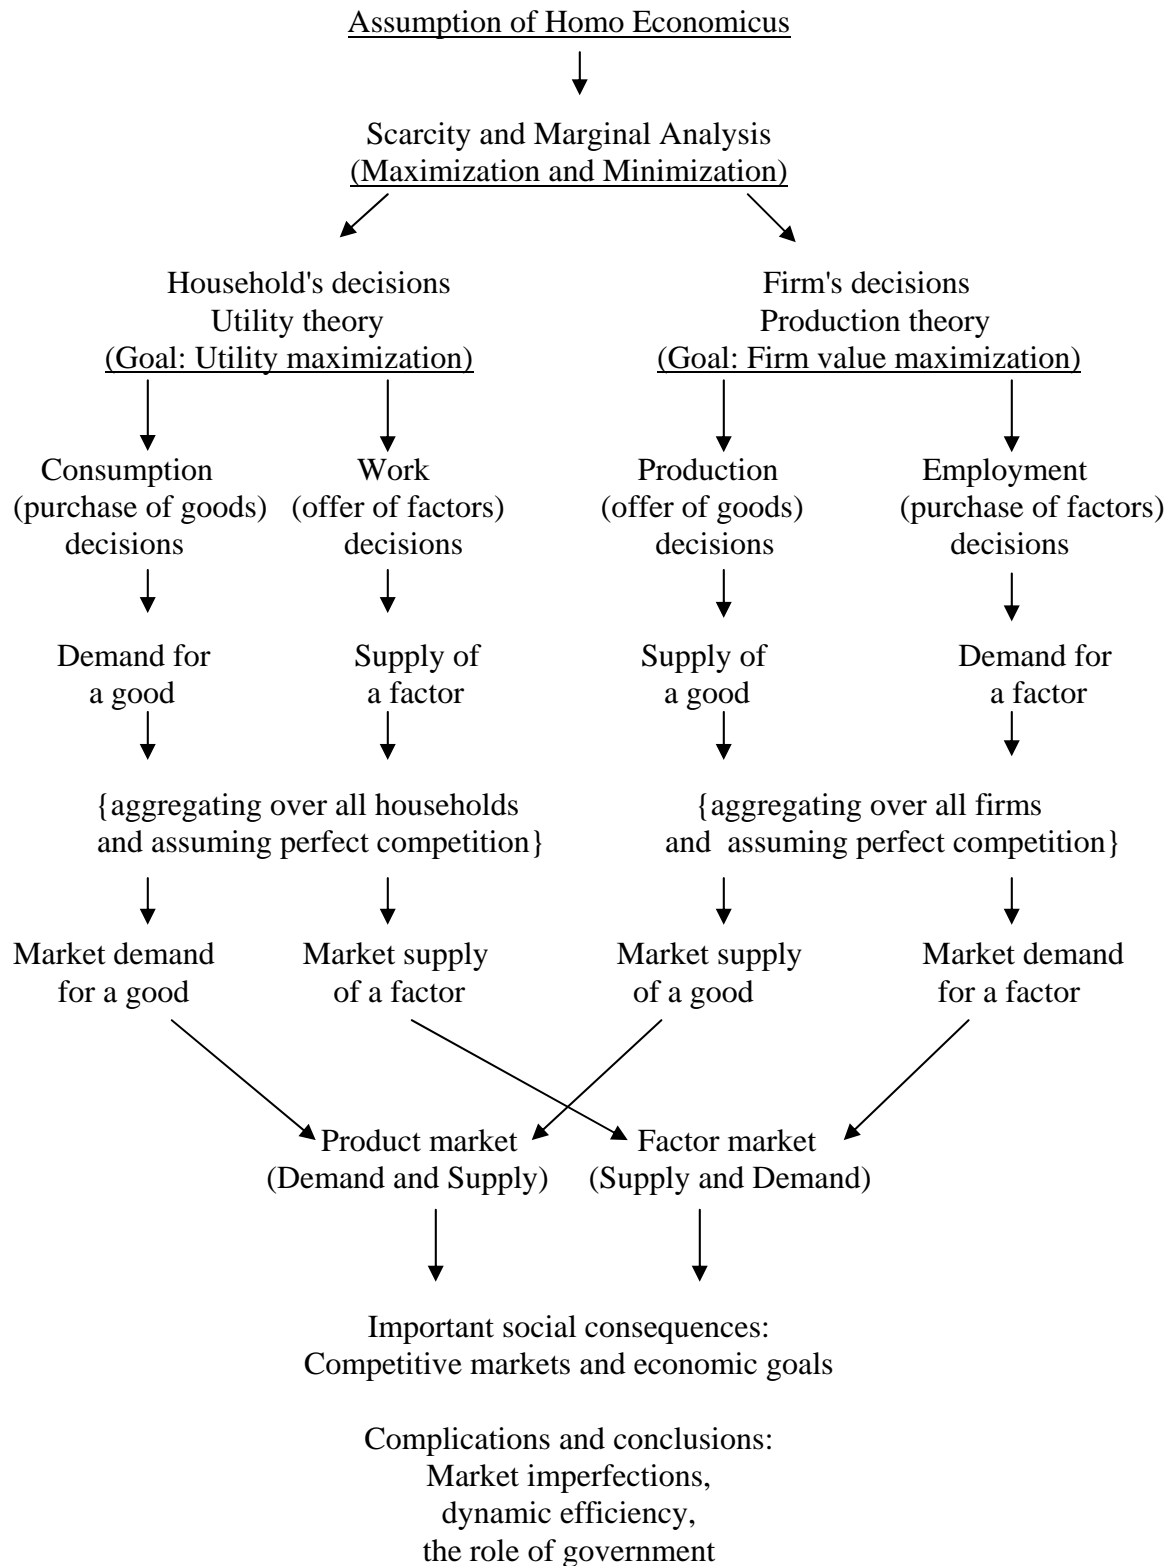 Assumption of Homo Economicus
Scarcity and Marginal Analysis
(Maximization and Minimization)
Household's decisions
Utility theory
(Goal: Utility maximization)
Firm's decisions
Production theory
(Goal: Firm value maximization)
Consumption
(purchase of goods)
decisions
Work
(offer of factors)
decisions
Production
(offer of goods)
decisions
Employment
(purchase of factors)
decisions
Demand for
a good
Supply of
a factor
Supply of
a good
Demand for
a factor
{aggregating over all households
and assuming perfect competition}
{aggregating over all firms
and assuming perfect competition}
Market demand
for a good
Market supply
of a factor
Market supply
of a good
Market demand
for a factor
Product market
(Demand and Supply)
Factor market
(Supply and Demand)
Important social consequences:
Competitive markets and economic goals
Complications and conclusions:
Market imperfections,
dynamic efficiency,
the role of government